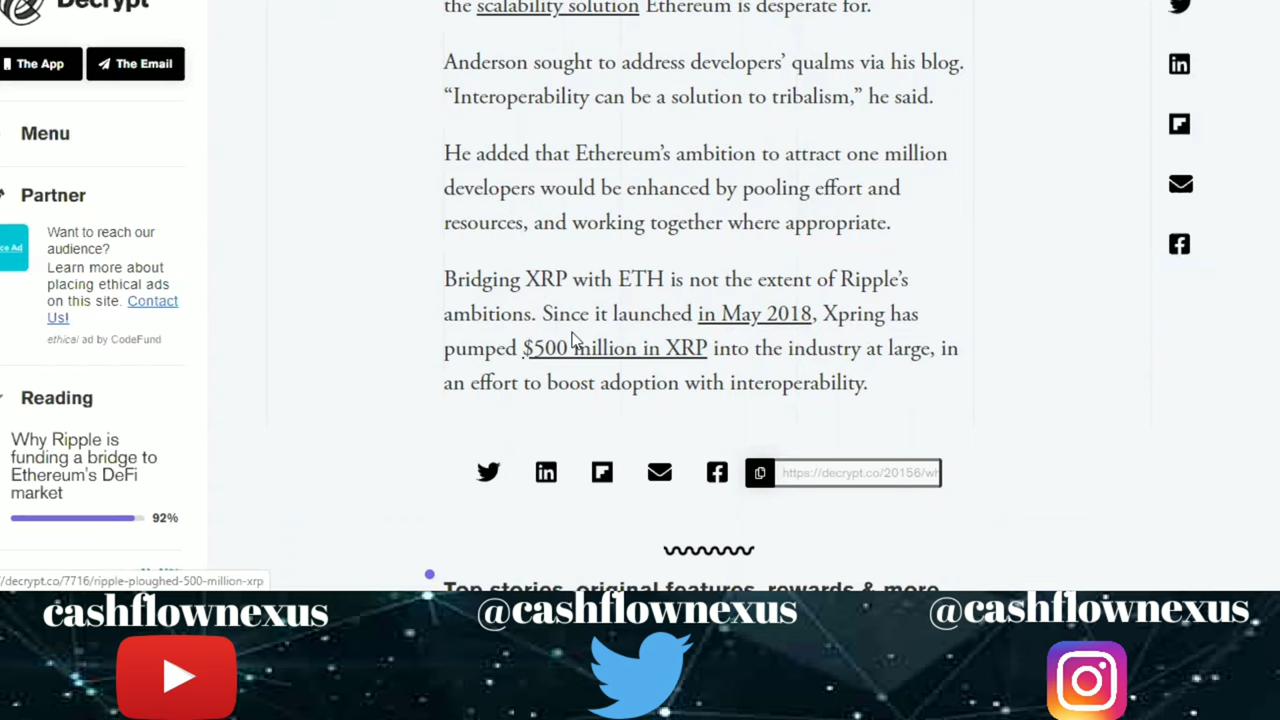 Decrypt
The App
The Email
Menu
Partner
ce Ad
Want to reach our
audience?
Learn more about
placing ethical ads
on this site. Contact
Us!
ethical ad by CodeFund
Reading
Why Ripple is
funding a bridge to
Ethereum's DeFi
market
92%
/decrypt.co/7716/ripple-ploughed-500-million-xrp
the scalability solution Ethereum is desperate for.
Anderson sought to address developers’ qualms via his blog.
“Interoperability can be a solution to tribalism,” he said.
He added that Ethereum’s ambition to attract one million
developers would be enhanced by pooling effort and
resources, and working together where appropriate.
Bridging XRP with ETH is not the extent of Ripple’s
ambitions. Since it launched in May 2018, Xpring has
pumped $500 million in XRP into the industry at large, in
an effort to boost adoption with interoperability.
https://decrypt.co/20156/wh
Top stories, original features, rewards & more
cashflownexus
@cashflownexus
@cashflownexus